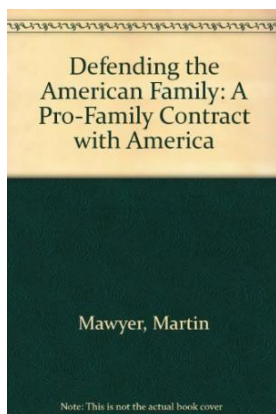 Defending the
American Family: A
Pro-Family Contract
with America
Mawyer, Martin
Note: This is not the actual book cover